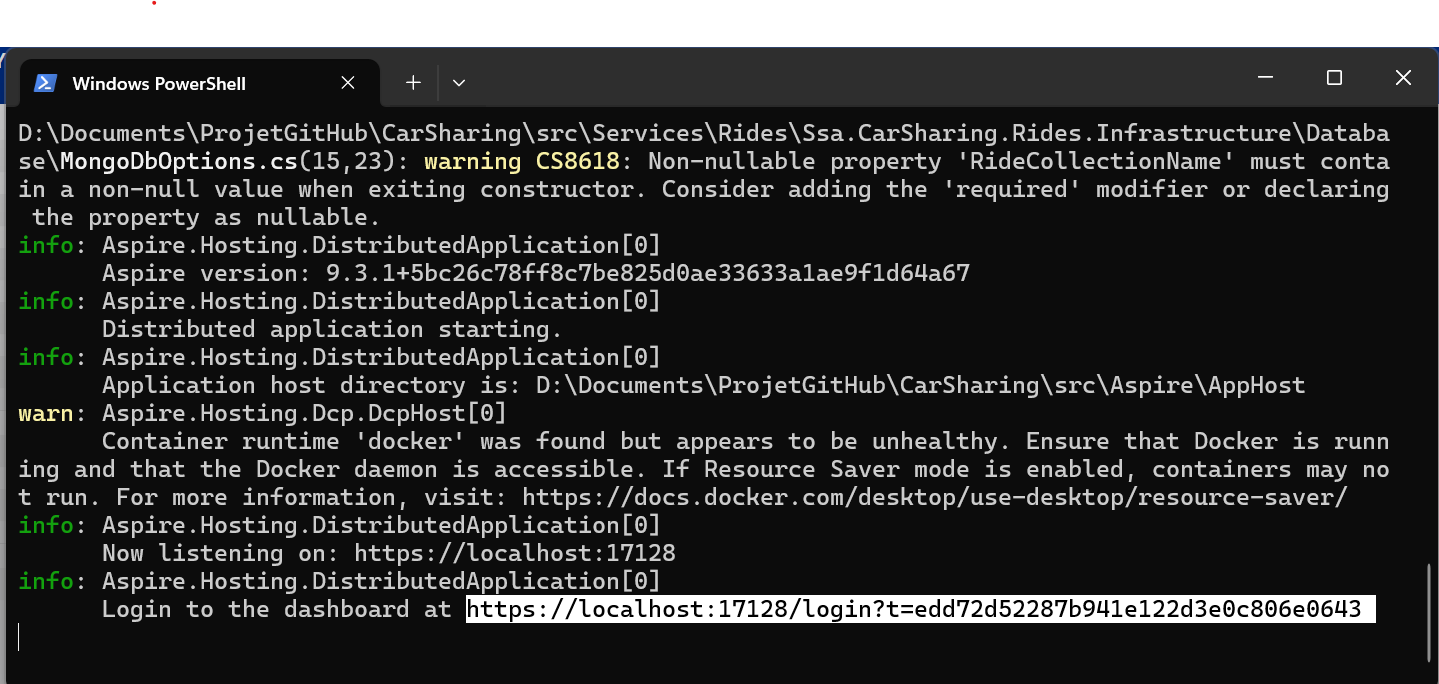 Windows PowerShell
D:\Documents\ProjetGitHub\CarSharing\src\Services\Rides\Ssa.CarSharing.Rides.Infrastructure\Databa
se\MongoDbOptions.cs(15,23): warning CS8618: Non-nullable property 'RideCollectionName' must conta
in a non-null value when exiting constructor. Consider adding the 'required' modifier or declaring
 the property as nullable.
info: Aspire.Hosting.DistributedApplication[0]
      Aspire version: 9.3.1+5bc26c78ff8c7be825d0ae33633a1ae9f1d64a67
info: Aspire.Hosting.DistributedApplication[0]
      Distributed application starting.
info: Aspire.Hosting.DistributedApplication[0]
      Application host directory is: D:\Documents\ProjetGitHub\CarSharing\src\Aspire\AppHost
warn: Aspire.Hosting.Dcp.DcpHost[0]
      Container runtime 'docker' was found but appears to be unhealthy. Ensure that Docker is runn
ing and that the Docker daemon is accessible. If Resource Saver mode is enabled, containers may no
t run. For more information, visit: https://docs.docker.com/desktop/use-desktop/resource-saver/
info: Aspire.Hosting.DistributedApplication[0]
      Now listening on: https://localhost:17128
info: Aspire.Hosting.DistributedApplication[0]
      Login to the dashboard at https://localhost:17128/login?t=edd72d52287b941e122d3e0c806e0643